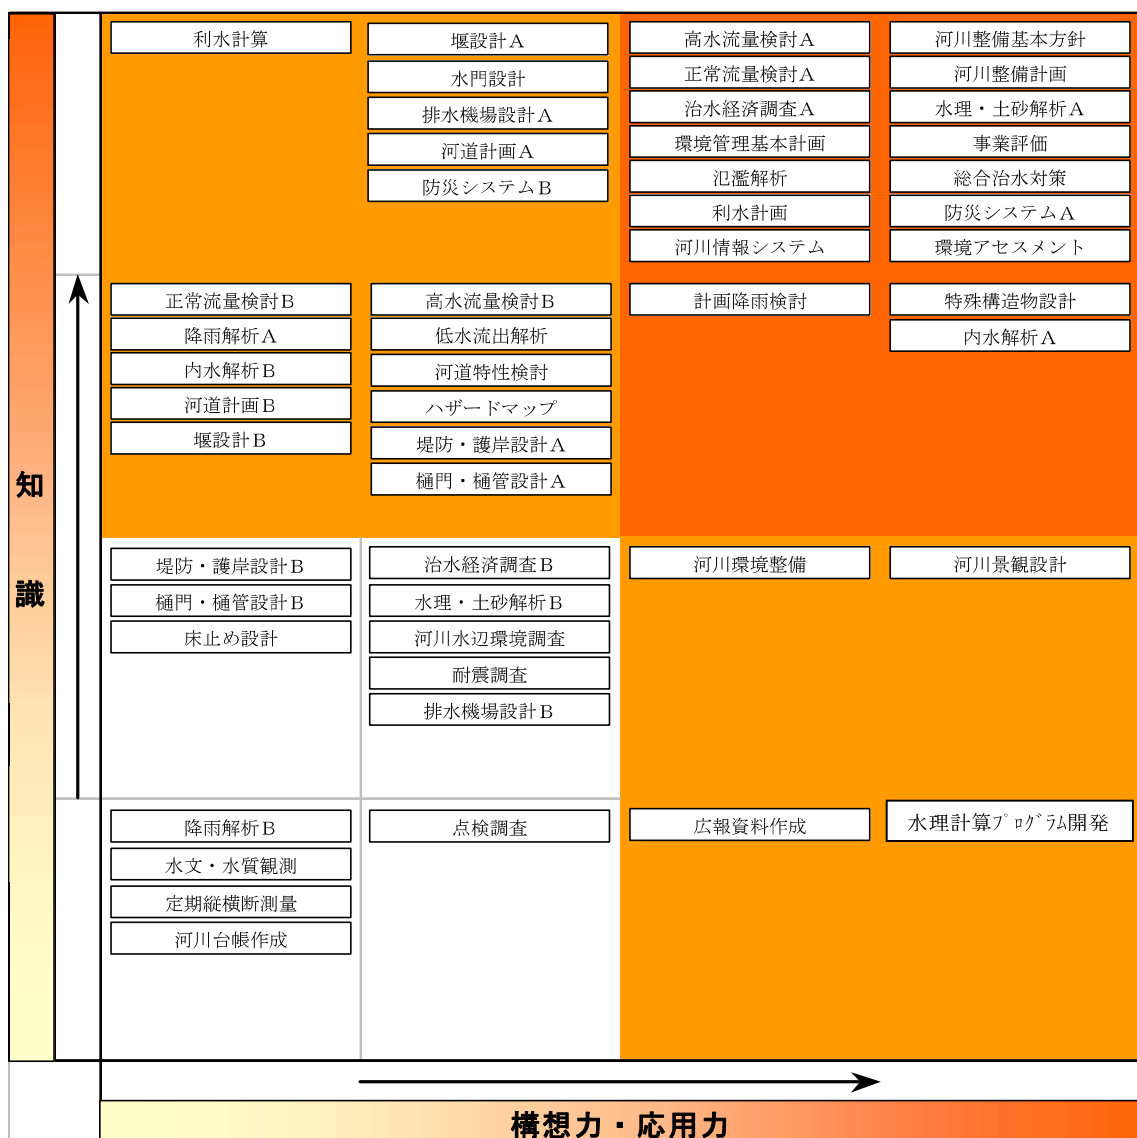 利水計算
堰設計A
水門設計
排水機場設計A
河道計画A
防災システムB
高水流量検討A
正常流量検討A
治水経済調査A
環境管理基本計画
氾濫解析
利水計画
河川情報システム
河川整備基本方針
河川整備計画
水理・土砂解析A
事業評価
総合治水対策
防災システムA
環境アセスメント
正常流量検討B
降雨解析A
内水解析B
河道計画B
堰設計B
高水流量検討B
低水流出解析
河道特性検討
ハザードマップ
堤防・護岸設計A
樋門・樋管設計A
計画降雨検討
特殊構造物設計
内水解析A
知識
堤防・護岸設計B
樋門・樋管設計B
床止め設計
治水経済調査B
水理・土砂解析B
河川水辺環境調査
耐震調査
排水機場設計B
河川環境整備
河川景観設計
降雨解析B
水文・水質観測
定期縦横断測量
河川台帳作成
点検調査
広報資料作成
水理計算ﾌﾟﾛｸﾞﾗﾑ開発
構想力・応用力